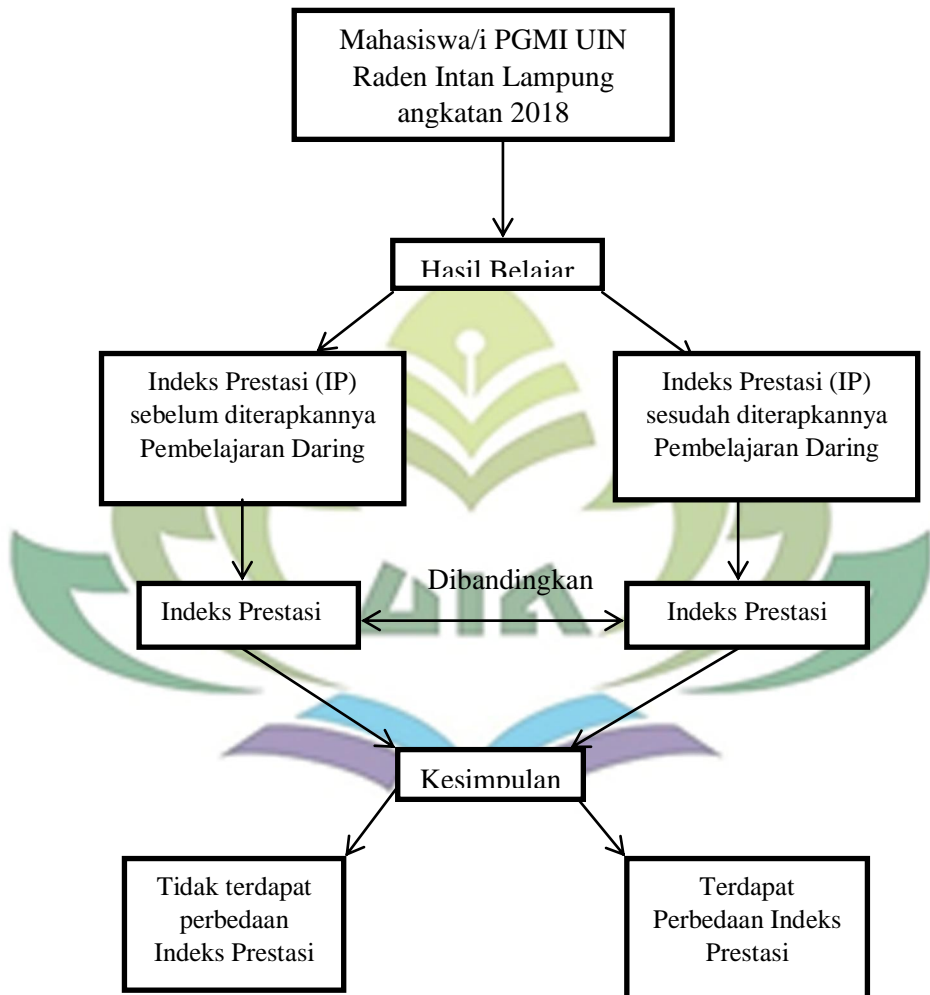 Mahasiswa/i PGMI UIN
Raden Intan Lampung
angkatan 2018
Hasil Belajar
Indeks Prestasi (IP)
sebelum diterapkannya
Pembelajaran Daring
Indeks Prestasi (IP)
sesudah diterapkannya
Pembelajaran Daring
Dibandingkan
Indeks Prestasi
Indeks Prestasi
UIN
Kesimpulan
Tidak terdapat
perbedaan
Indeks Prestasi
Terdapat
Perbedaan Indeks
Prestasi